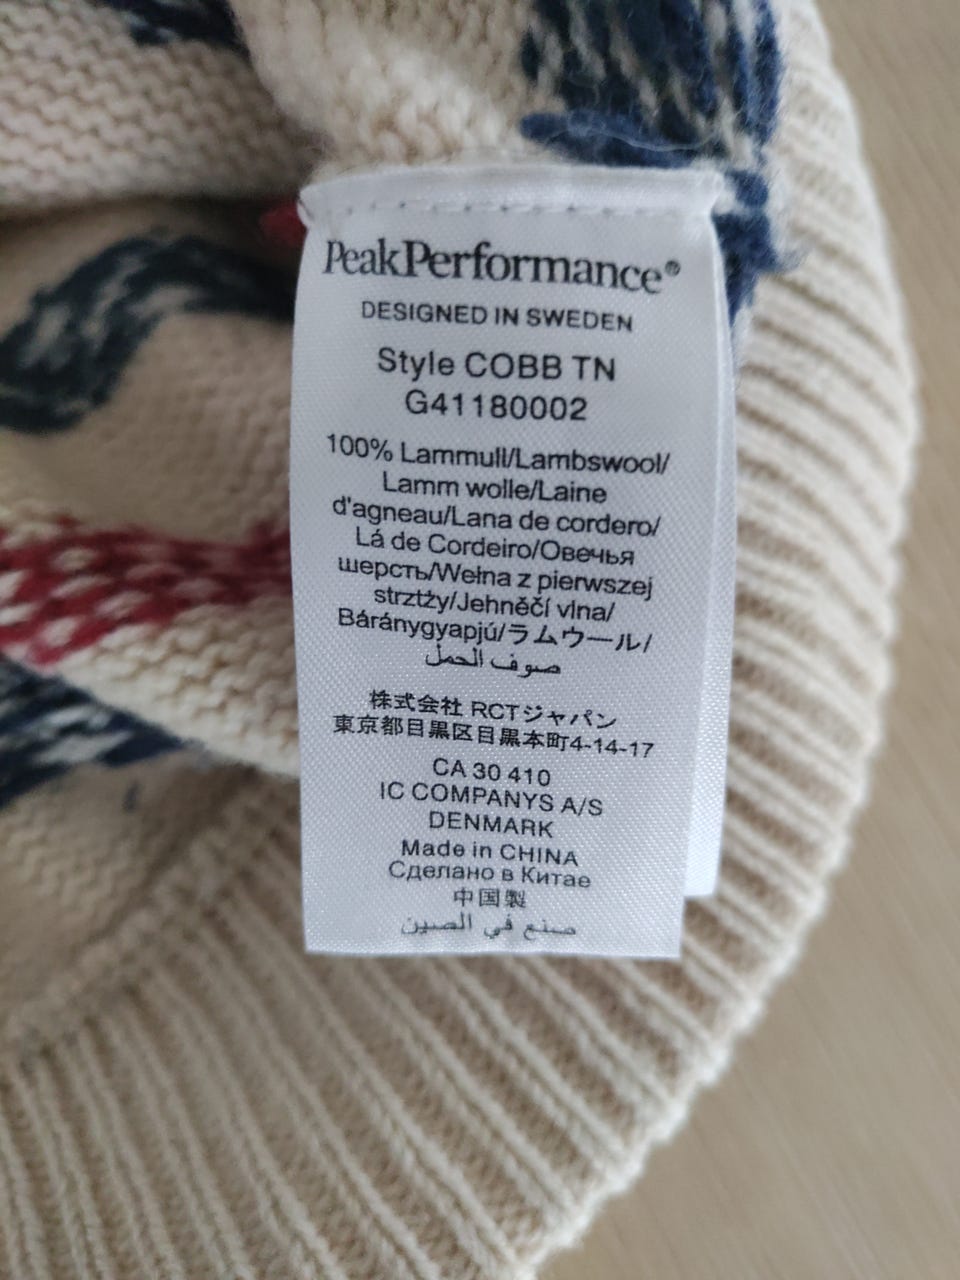 PeakPerformance®
DESIGNED IN SWEDEN
Style COBB TN
G41180002
100% Lammull/Lambswool/
Lamm wolle/Laine
d'agneau/Lana de cordero/
Lá de Cordeiro/Овечья
шерсть/Wełna z pierwszej
strztży/Jehněčí vlna/
Báránygyapjú/ラムウール/
صوف الحمل
株式会社 RCTジャパン
東京都目黒区目黒本町4-14-17
CA 30 410
IC COMPANYS A/S
DENMARK
Made in CHINA
Сделано в Китае
中国製
صنع في الصين